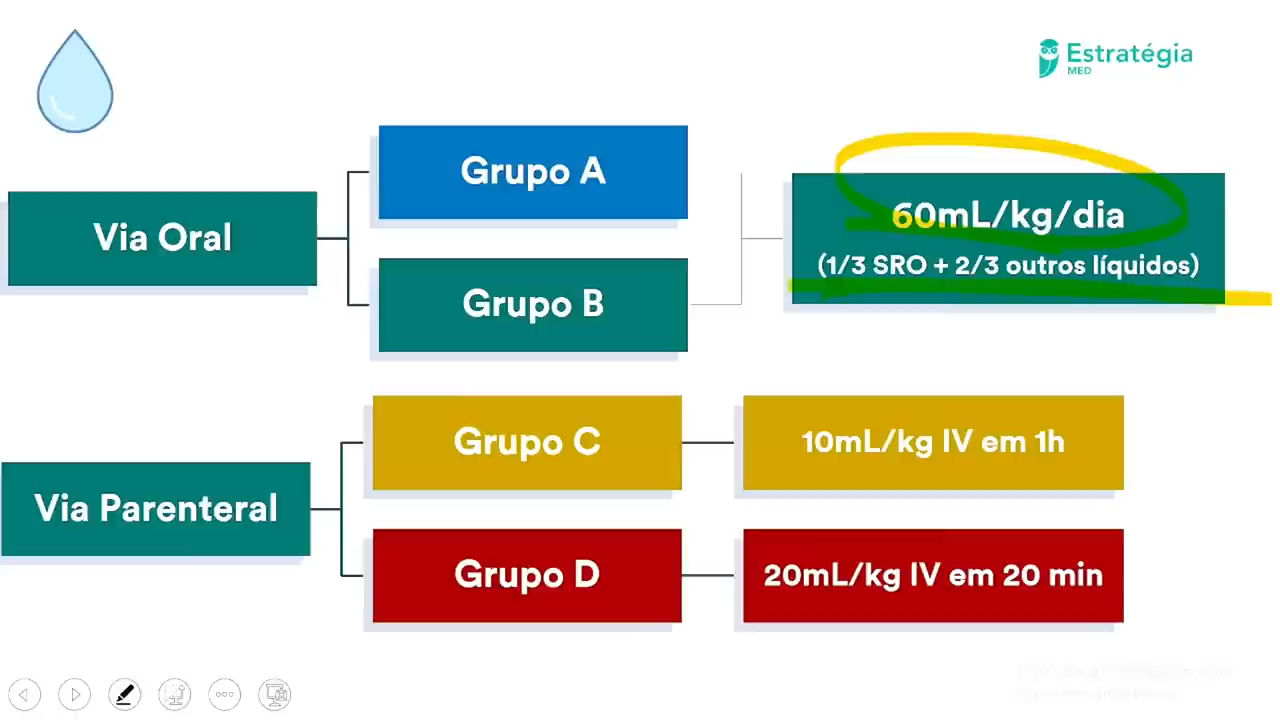 Estratégia
MED
Via Oral
Grupo A
Grupo B
60mL/kg/dia
(1/3 SRO + 2/3 outros líquidos)
Via Parenteral
Grupo C
10mL/kg IV em 1h
Grupo D
20mL/kg IV em 20 min